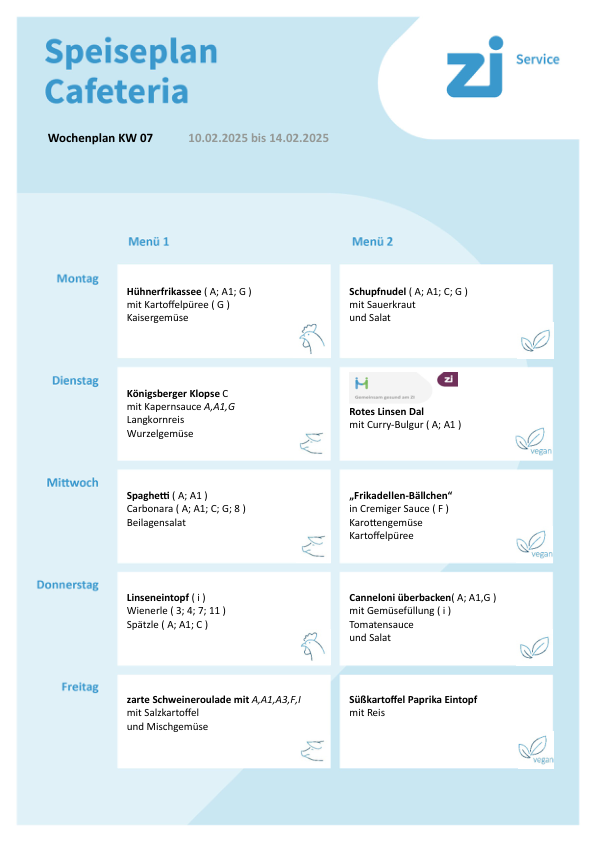 Speiseplan
Cafeteria
zi Service
Wochenplan KW 07 10.02.2025 bis 14.02.2025
Menü 1 Menü 2
Montag
Hühnerfrikassee ( A; A1; G )
mit Kartoffelpüree ( G )
Kaisergemüse
Schupfnudel ( A; A1; C; G )
mit Sauerkraut
und Salat
Dienstag
Königsberger Klopse C
mit Kapernsauce A,A1,G
Langkornreis
Wurzelgemüse
zi
Gemeinsam gesund am ZI
Rotes Linsen Dal
mit Curry-Bulgur ( A; A1 )
vegan
Mittwoch
Spaghetti ( A; A1 )
Carbonara ( A; A1; C; G; 8 )
Beilagensalat
„Frikadellen-Bällchen“
in Cremiger Sauce ( F )
Karottengemüse
Kartoffelpüree
vegan
Donnerstag
Linseneintopf ( i )
Wienerle ( 3; 4; 7; 11 )
Spätzle ( A; A1; C )
Canneloni überbacken( A; A1,G )
mit Gemüsefüllung ( i )
Tomatensauce
und Salat
Freitag
zarte Schweineroulade mit A,A1,A3,F,I
mit Salzkartoffel
und Mischgemüse
Süßkartoffel Paprika Eintopf
mit Reis
vegan